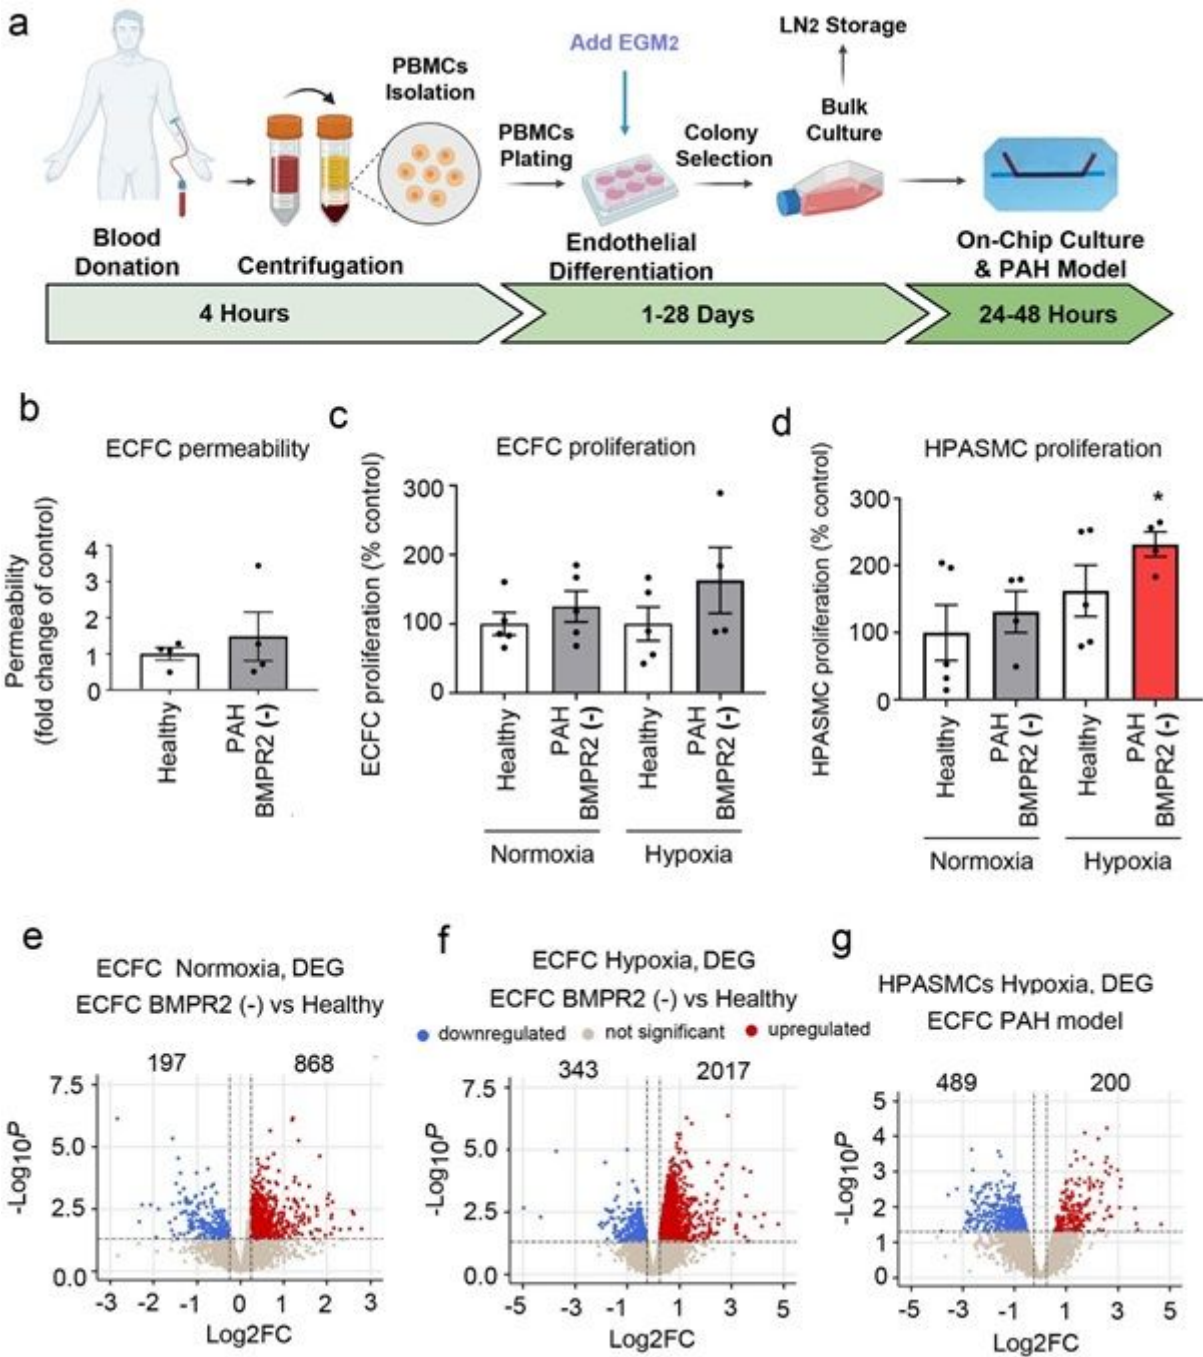 a
LN2 Storage
Add EGM2
PBMCs
Isolation
Bulk
Culture
PBMCs
Plating
Colony
Selection
Blood
Donation
Centrifugation
Endothelial
Differentiation
On-Chip Culture
& PAH Model
4 Hours
1-28 Days
24-48 Hours
b
ECFC permeability
Permeability
(fold change of control)
4
3
2
1
0
Healthy
PAH
BMPR2 (-)
c
ECFC proliferation
ECFC proliferation (% control)
300
200
100
0
Healthy
PAH
BMPR2 (-)
Healthy
PAH
BMPR2 (-)
Normoxia
Hypoxia
d
HPASMC proliferation
HPASMC proliferation (% control)
300
200
100
0
*
Healthy
PAH
BMPR2 (-)
Healthy
PAH
BMPR2 (-)
Normoxia
Hypoxia
e
ECFC Normoxia, DEG
ECFC BMPR2 (-) vs Healthy
197 868
-Log10P
7.5
5.0
2.5
0.0
-3 -2 -1 0 1 2 3
Log2FC
f
ECFC Hypoxia, DEG
ECFC BMPR2 (-) vs Healthy
downregulated not significant upregulated
343 2017
-Log10P
7.5
5.0
2.5
0.0
-5 -3 -1 1 3 5
Log2FC
g
HPASMCs Hypoxia, DEG
ECFC PAH model
489 200
-Log10P
5
4
3
2
1
0
-5 -3 -1 1 3 5
Log2FC